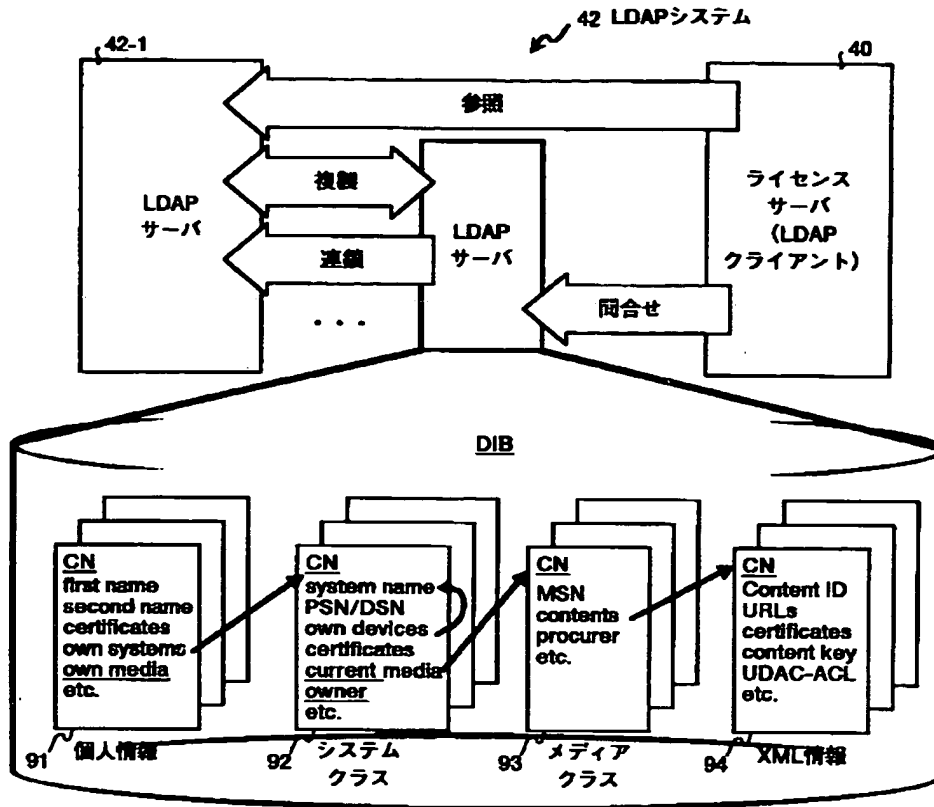 42 LDAPシステム
42-1
40
参照
複製
連鎖
問合せ
LDAP
サーバ
LDAP
サーバ
ライセンス
サーバ
(LDAP
クライアント)
・・・
DIB
CN
first name
second name
certificates
own systems
own media
etc.
CN
system name
PSN/DSN
own devices
certificates
current media
owner
etc.
CN
MSN
contents
procurer
etc.
CN
Content ID
URLs
certificates
content key
UDAC-ACL
etc.
91
個人情報
92
システム
クラス
93
メディア
クラス
94
XML情報